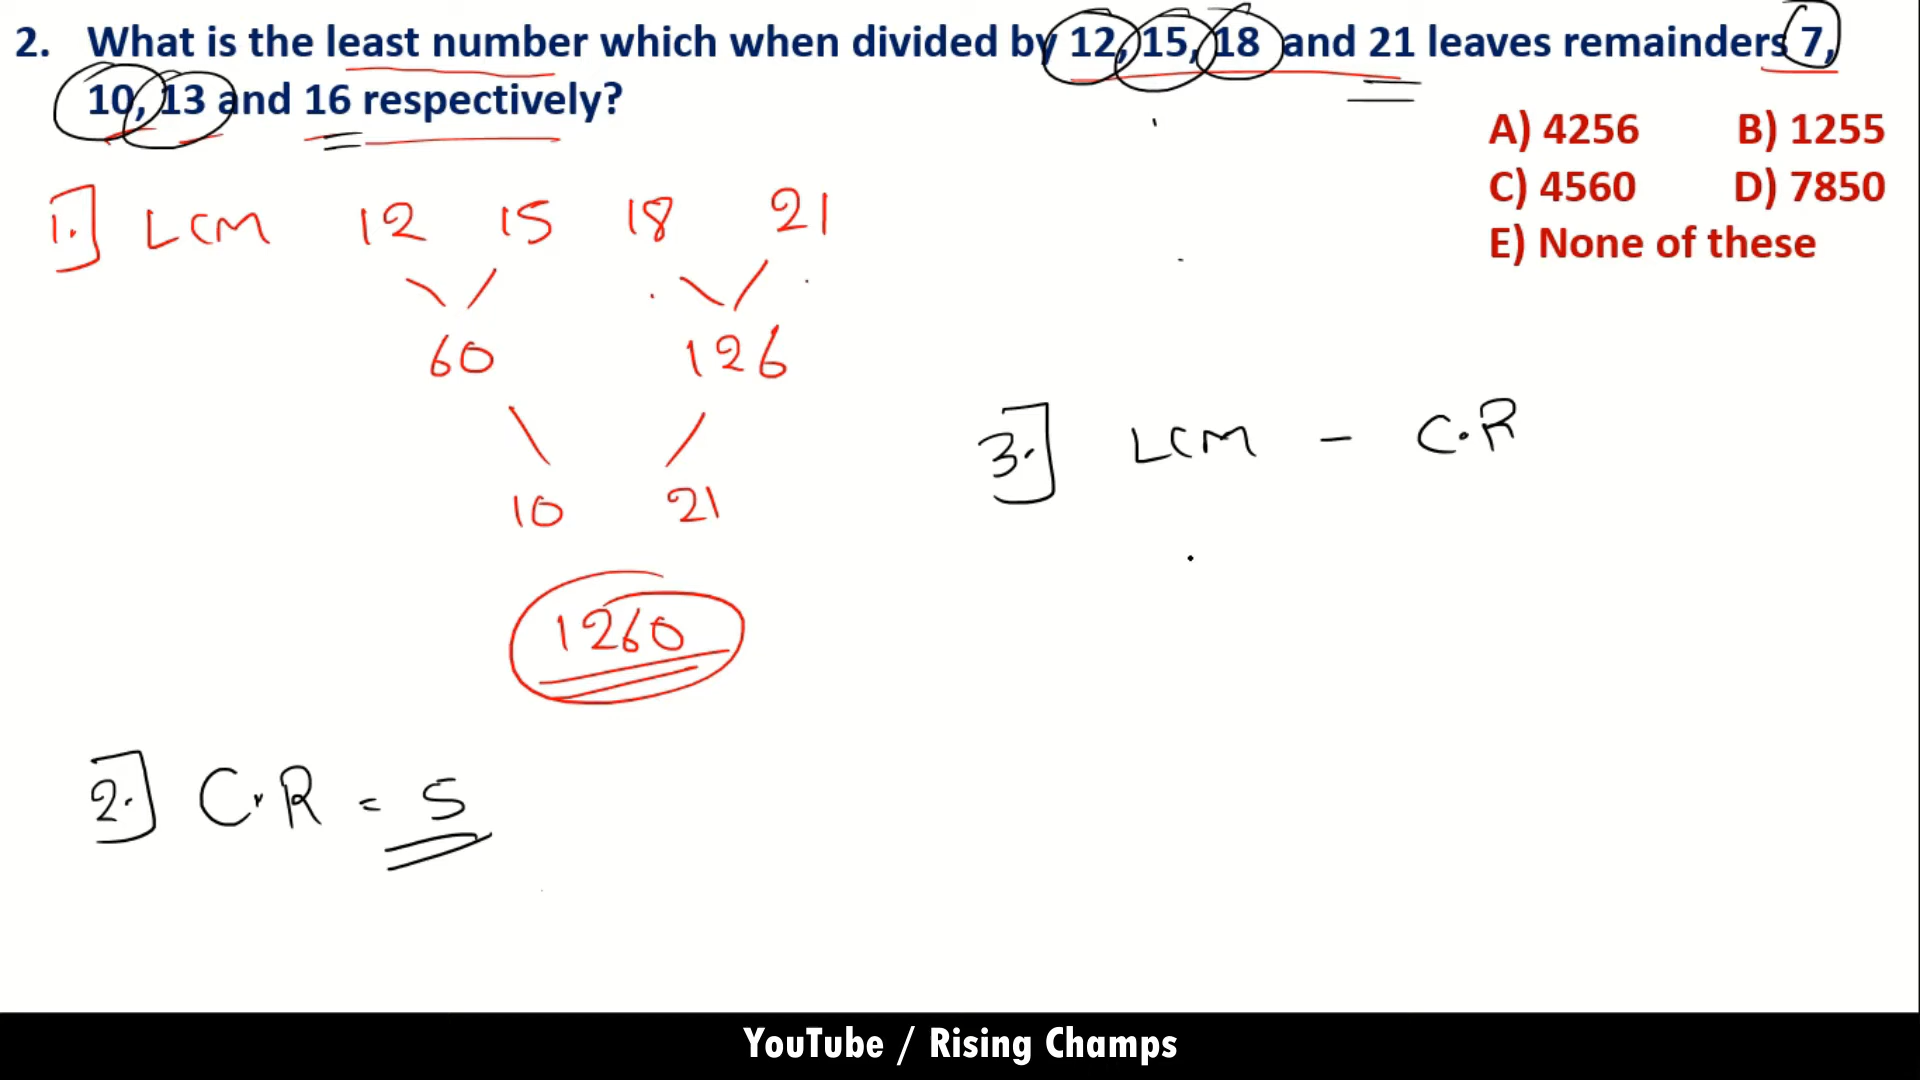 2. What is the least number which when divided by 12, 15, 18 and 21 leaves remainders 7,
10, 13 and 16 respectively?
A) 4256 B) 1255
C) 4560 D) 7850
E) None of these
1.] LCM 12 15 18 21
60 126
10 21
1260
2.] C.R = 5
3.] LCM - C.R
YouTube / Rising Champs